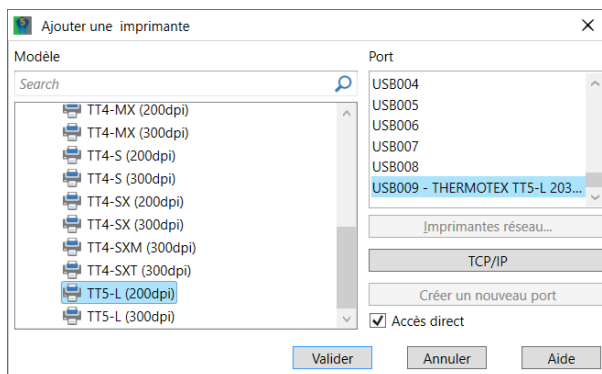 Ajouter une imprimante
Modèle
Search
TT4-MX (200dpi)
TT4-MX (300dpi)
TT4-S (200dpi)
TT4-S (300dpi)
TT4-SX (200dpi)
TT4-SX (300dpi)
TT4-SXM (300dpi)
TT4-SXT (300dpi)
TT5-L (200dpi)
TT5-L (300dpi)
Port
USB004
USB005
USB006
USB007
USB008
USB009 - THERMOTEX TT5-L 203...
Imprimantes réseau...
TCP/IP
Créer un nouveau port
Accès direct
Valider
Annuler
Aide